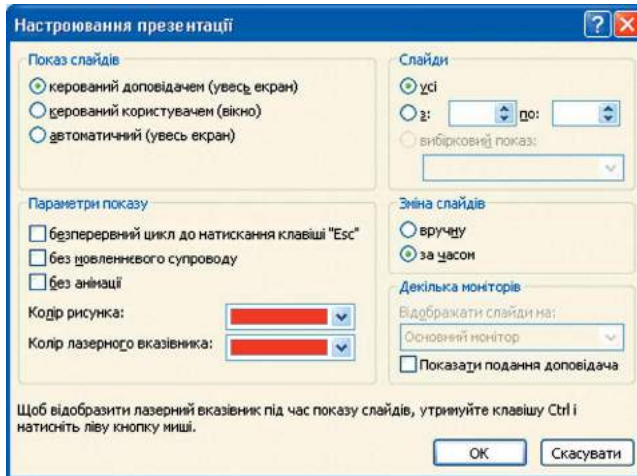 Настроювання презентації
Показ слайдів
керований доповідачем (увесь екран)
керований користувачем (вікно)
автоматичний (увесь екран)
Слайди
усі
з: по:
вибірковий показ:
Параметри показу
безперервний цикл до натискання клавіші "Esc"
без мовленнєвого супроводу
без анімації
Колір рисунка:
Колір лазерного вказівника:
Зміна слайдів
вручну
за часом
Декілька моніторів
Відображати слайди на:
Основний монітор
Показати подання доповідача
Щоб відобразити лазерний вказівник під час показу слайдів, утримуйте клавішу Ctrl і
натисніть ліву кнопку миші.
ОК Скасувати